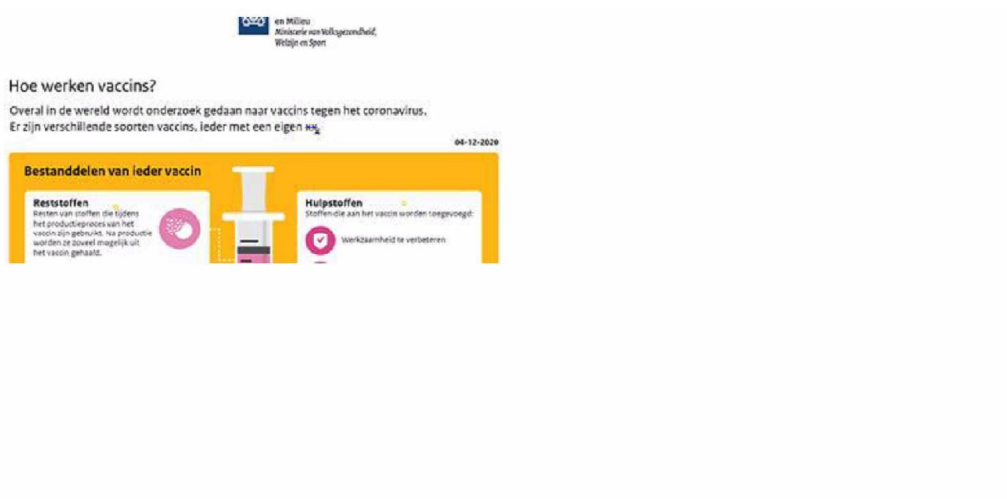 en Milieu
Ministerie van Volksgezondheid,
Welzijn en Sport
Hoe werken vaccins?
Overal in de wereld wordt onderzoek gedaan naar vaccins tegen het coronavirus.
Er zijn verschillende soorten vaccins, ieder met een eigen
04-12-2020
Bestanddelen van ieder vaccin
Reststoffen
Resten van stoffen die tijdens
het productieproces van het
vaccin zijn gebruikt. Na productie
worden ze zoveel mogelijk uit
het vaccin gehaald.
Hulpstoffen
Stoffen die aan het vaccin worden toegevoegd:
Werkzaamheid te verbeteren